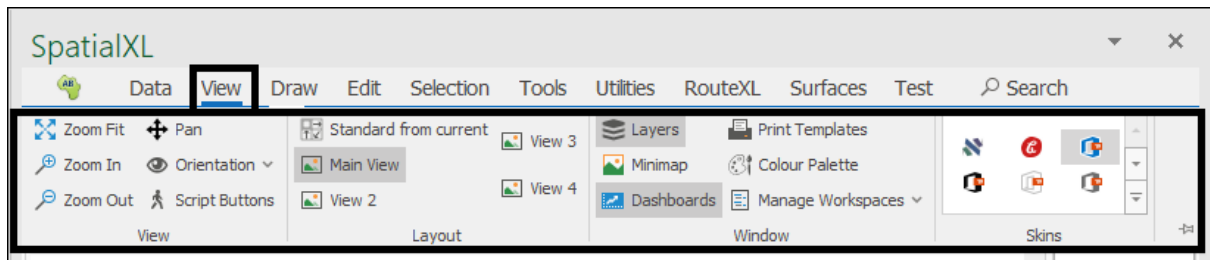 SpatialXL
AB Data View Draw Edit Selection Tools Utilities RouteXL Surfaces Test Search
Zoom Fit Pan Standard from current View 3 Layers Print Templates
Zoom In Orientation Main View Minimap Colour Palette
Zoom Out Script Buttons View 2 View 4 Dashboards Manage Workspaces
View Layout Window Skins